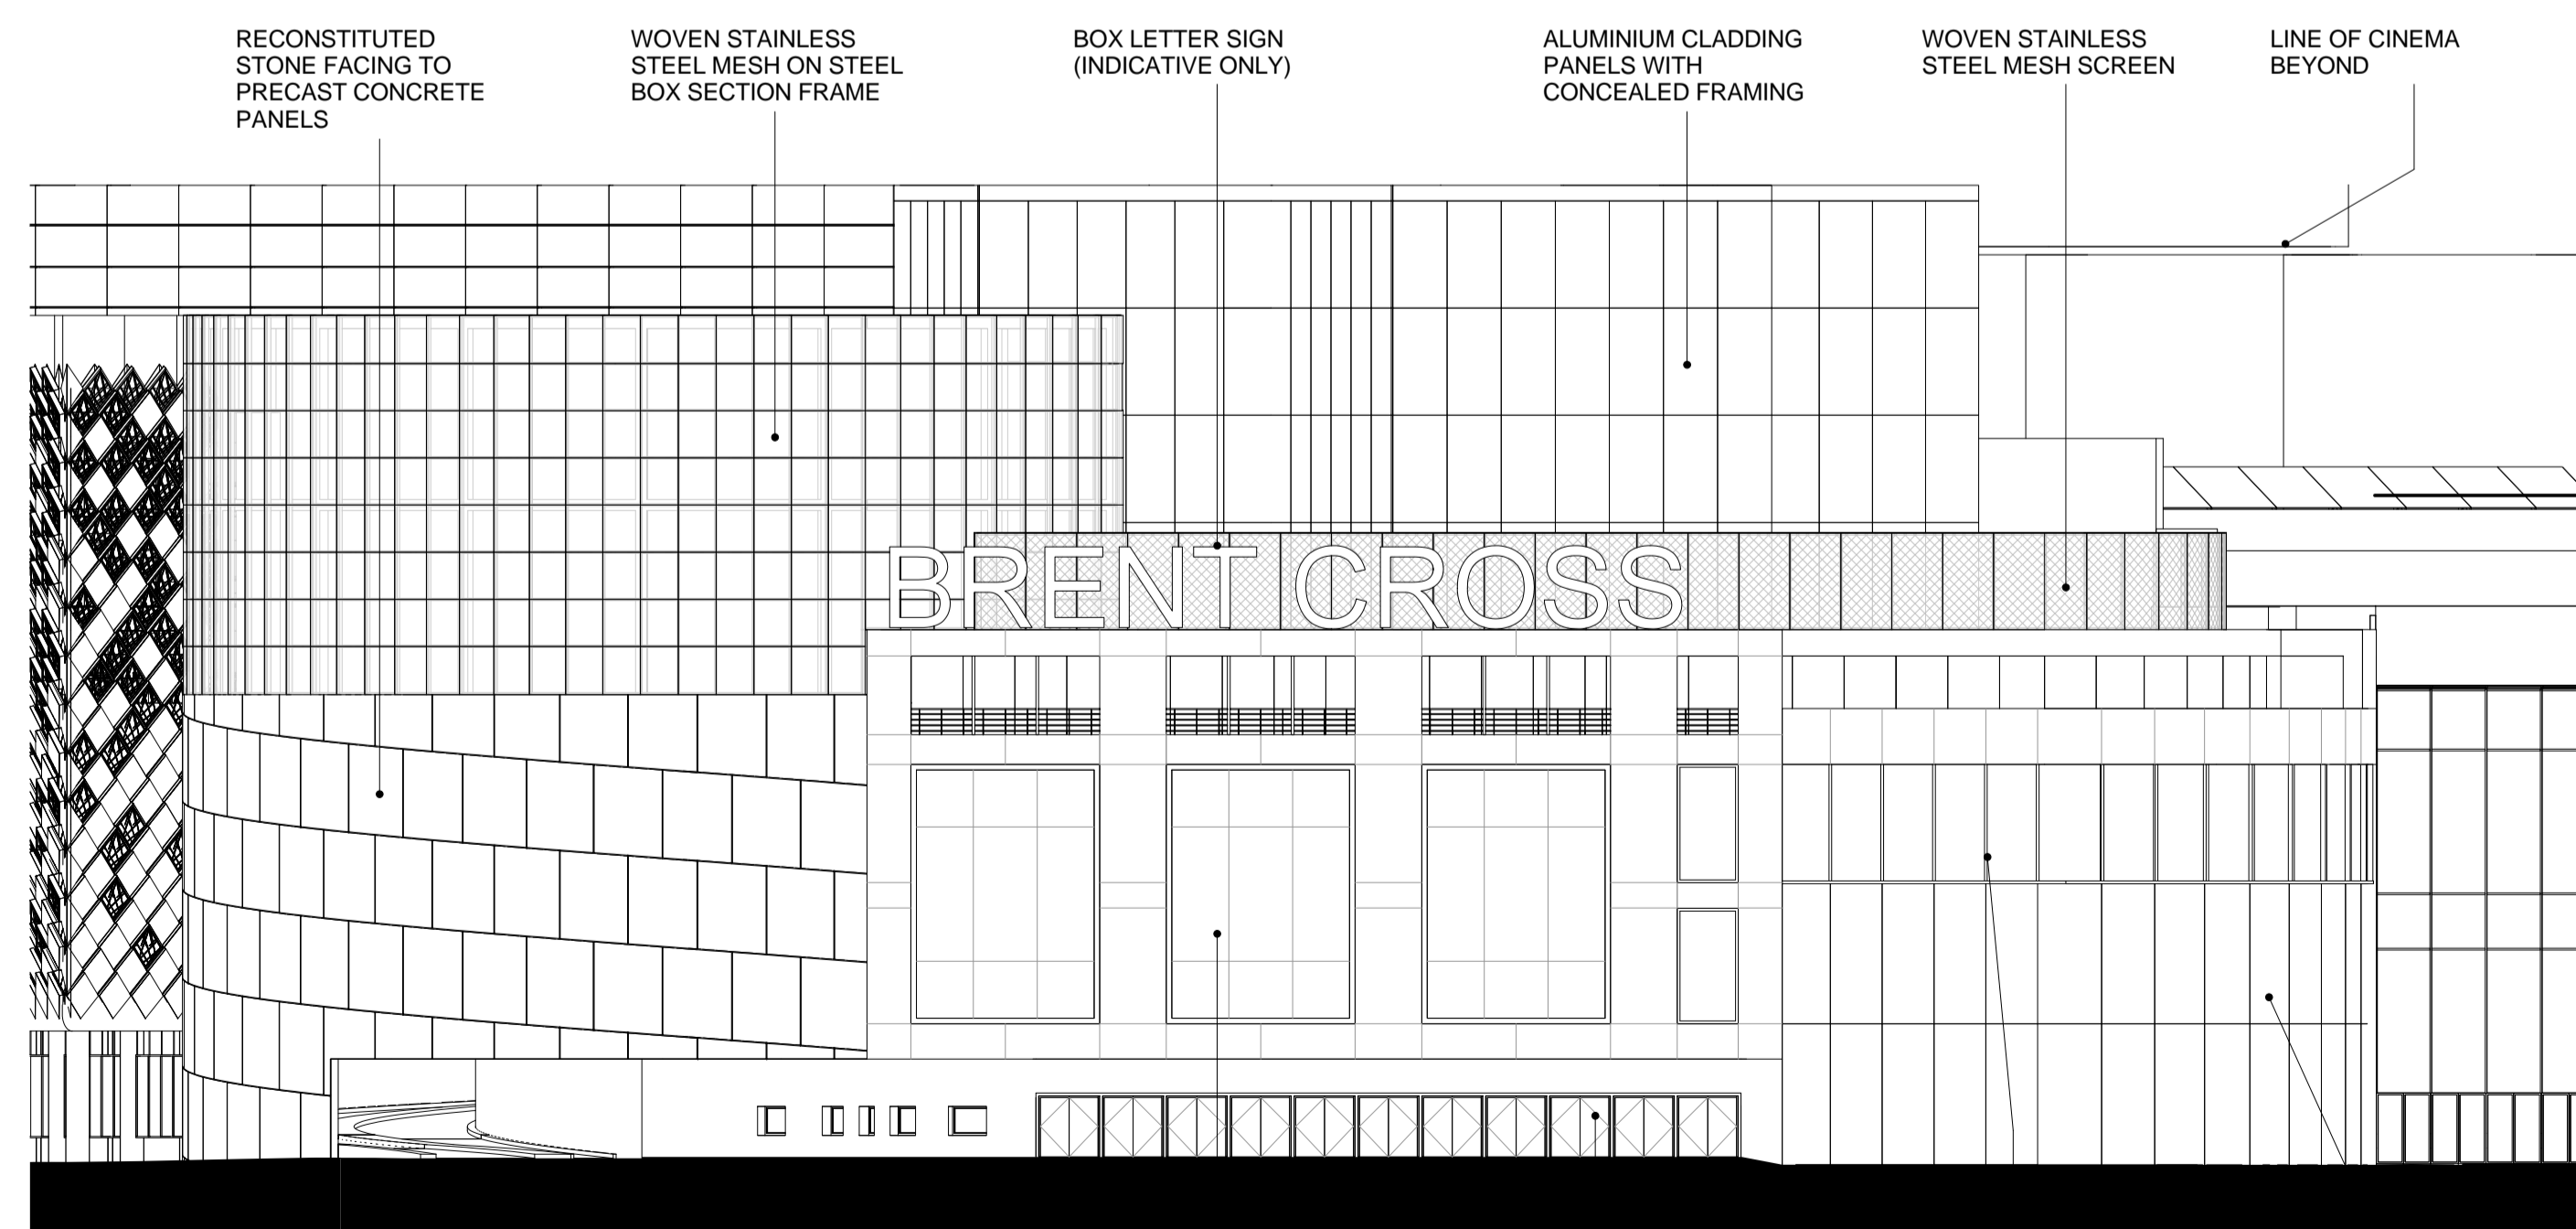 RECONSTITUTED
STONE FACING TO
PRECAST CONCRETE
PANELS
WOVEN STAINLESS
STEEL MESH ON STEEL
BOX SECTION FRAME
BOX LETTER SIGN
(INDICATIVE ONLY)
ALUMINIUM CLADDING
PANELS WITH
CONCEALED FRAMING
WOVEN STAINLESS
STEEL MESH SCREEN
LINE OF CINEMA
BEYOND
BRENT CROSS